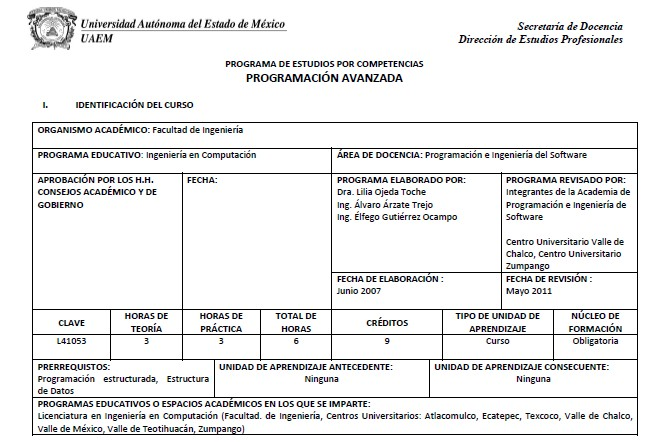 Universidad Autónoma del Estado de México
UAEM
Secretaría de Docencia
Dirección de Estudios Profesionales
PROGRAMA DE ESTUDIOS POR COMPETENCIAS
PROGRAMACIÓN AVANZADA
I. IDENTIFICACIÓN DEL CURSO
ORGANISMO ACADÉMICO: Facultad de Ingeniería
PROGRAMA EDUCATIVO: Ingeniería en Computación
ÁREA DE DOCENCIA: Programación e Ingeniería del Software
APROBACIÓN POR LOS H.H.
CONSEJOS ACADÉMICO Y DE
GOBIERNO
FECHA:
PROGRAMA ELABORADO POR:
Dra. Lilia Ojeda Toche
Ing. Álvaro Árzate Trejo
Ing. Élfego Gutiérrez Ocampo
PROGRAMA REVISADO POR:
Integrantes de la Academia de
Programación e Ingeniería de
Software
Centro Universitario Valle de
Chalco, Centro Universitario
Zumpango
FECHA DE ELABORACIÓN :
Junio 2007
FECHA DE REVISIÓN :
Mayo 2011
CLAVE
HORAS DE
TEORÍA
HORAS DE
PRÁCTICA
TOTAL DE
HORAS
CRÉDITOS
TIPO DE UNIDAD DE
APRENDIZAJE
NÚCLEO DE
FORMACIÓN
L41053 3 3 6 9 Curso Obligatoria
PRERREQUISTOS:
Programación estructurada, Estructura
de Datos
UNIDAD DE APRENDIZAJE ANTECEDENTE:
Ninguna
UNIDAD DE APRENDIZAJE CONSECUENTE:
Ninguna
PROGRAMAS EDUCATIVOS O ESPACIOS ACADÉMICOS EN LOS QUE SE IMPARTE:
Licenciatura en Ingeniería en Computación (Facultad. de Ingeniería, Centros Universitarios: Atlacomulco, Ecatepec, Texcoco, Valle de Chalco,
Valle de México, Valle de Teotihuacán, Zumpango)